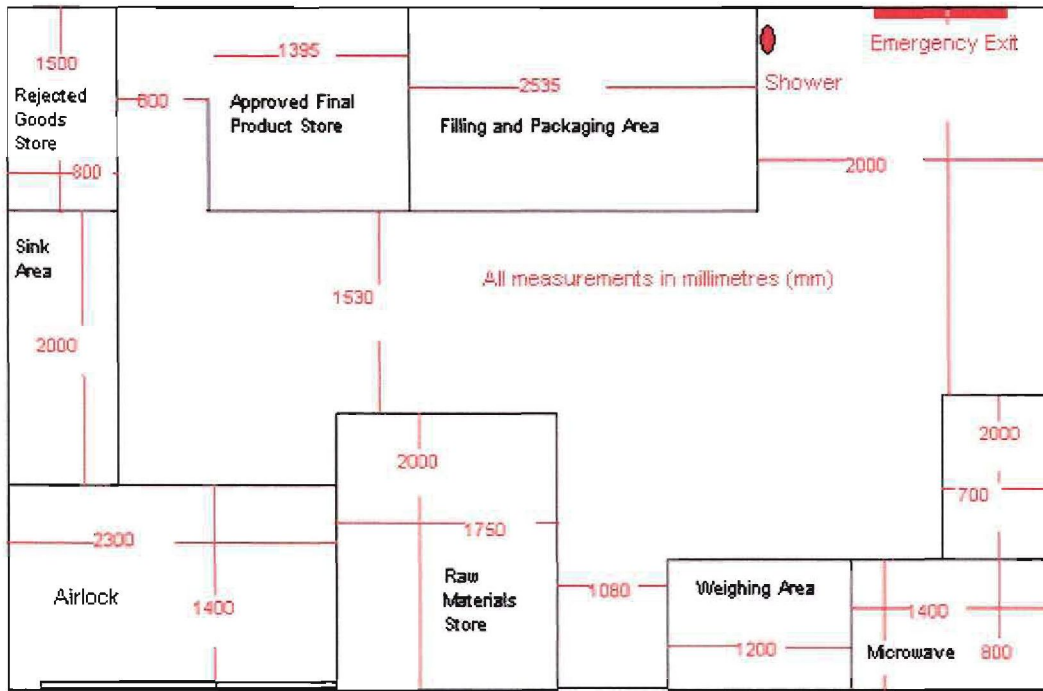 1500
Rejected
Goods
Store
800
600
1395
Approved Final
Product Store
2535
Filling and Packaging Area
Shower
Emergency Exit
2000
Sink
Area
2000
1530
All measurements in millimetres (mm)
2300
Airlock
1400
2000
1750
Raw
Materials
Store
1080
Weighing Area
1200
2000
700
1400
Microwave
800